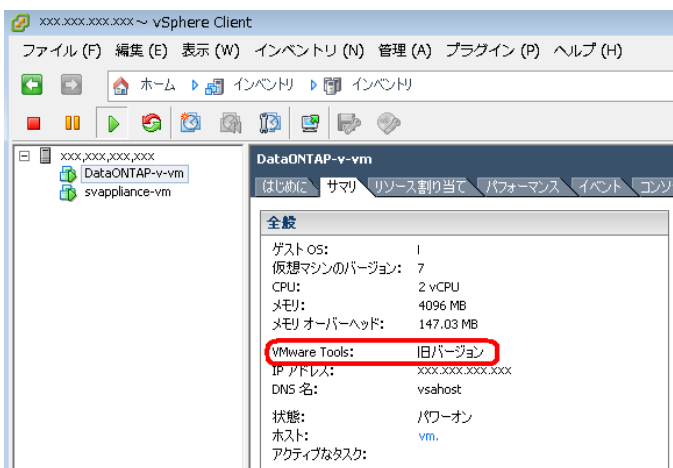 xxx.xxx.xxx.xxx～ vSphere Client
ファイル (F) 編集 (E) 表示 (W) インベントリ (N) 管理 (A) プラグイン (P) ヘルプ (H)
ホーム インベントリ インベントリ
xxx,xxx,xxx,xxx
DataONTAP-v-vm
svappliance-vm
DataONTAP-v-vm
はじめに サマリ リソース割り当て パフォーマンス イベント コンソ
全般
ゲスト OS: l
仮想マシンのバージョン: 7
CPU: 2 vCPU
メモリ: 4096 MB
メモリ オーバーヘッド: 147.03 MB
VMware Tools: 旧バージョン
IP アドレス: xxx.xxx.xxx.xxx
DNS 名: vsahost
状態: パワーオン
ホスト: vm.
アクティブなタスク: